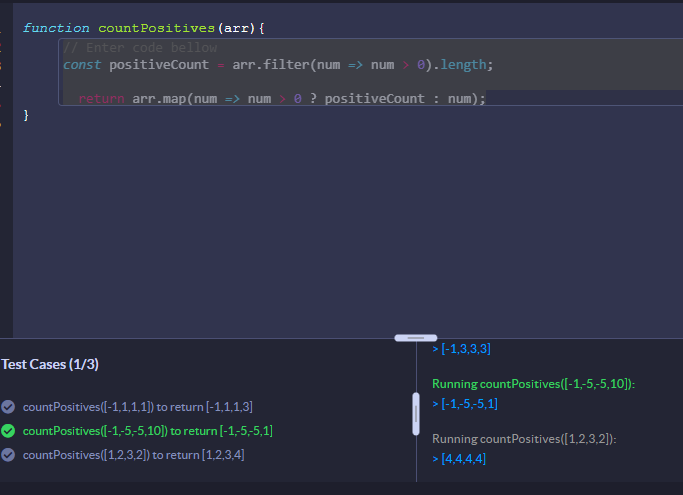 function countPositives(arr){
// Enter code bellow
const positiveCount = arr.filter(num => num > 0).length;
return arr.map(num => num > 0 ? positiveCount : num);
}
Test Cases (1/3)
countPositives([-1,1,1,1]) to return [-1,1,1,3]
countPositives([-1,-5,-5,10]) to return [-1,-5,-5,1]
countPositives([1,2,3,2]) to return [1,2,3,4]
> [-1,3,3,3]
Running countPositives([-1,-5,-5,10]):
> [-1,-5,-5,1]
Running countPositives([1,2,3,2]):
> [4,4,4,4]